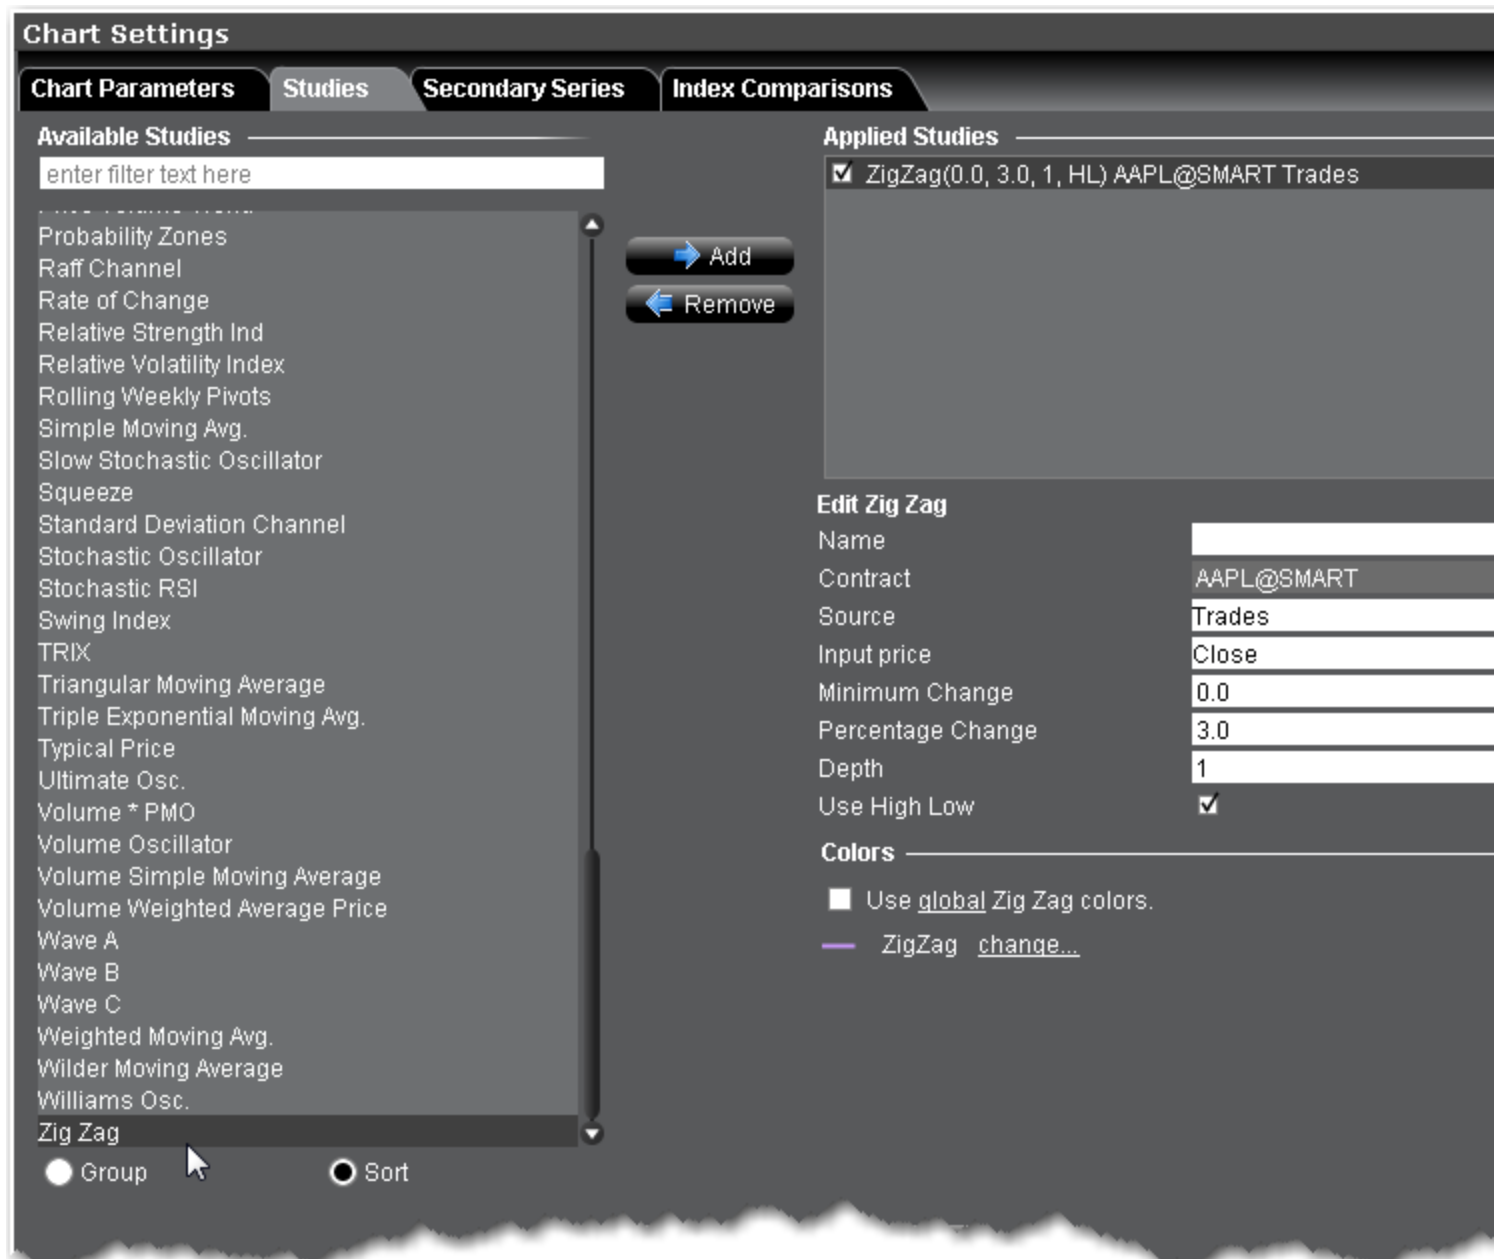 Chart Settings
Chart Parameters
Studies
Secondary Series
Index Comparisons
Available Studies
enter filter text here
Probability Zones
Raff Channel
Rate of Change
Relative Strength Ind
Relative Volatility Index
Rolling Weekly Pivots
Simple Moving Avg.
Slow Stochastic Oscillator
Squeeze
Standard Deviation Channel
Stochastic Oscillator
Stochastic RSI
Swing Index
TRIX
Triangular Moving Average
Triple Exponential Moving Avg.
Typical Price
Ultimate Osc.
Volume * PMO
Volume Oscillator
Volume Simple Moving Average
Volume Weighted Average Price
Wave A
Wave B
Wave C
Weighted Moving Avg.
Wilder Moving Average
Williams Osc.
Zig Zag
Group
Sort
Add
Remove
Applied Studies
ZigZag(0.0, 3.0, 1, HL) AAPL@SMART Trades
Edit Zig Zag
Name
Contract AAPL@SMART
Source Trades
Input price Close
Minimum Change 0.0
Percentage Change 3.0
Depth 1
Use High Low
Colors
Use global Zig Zag colors.
ZigZag change...